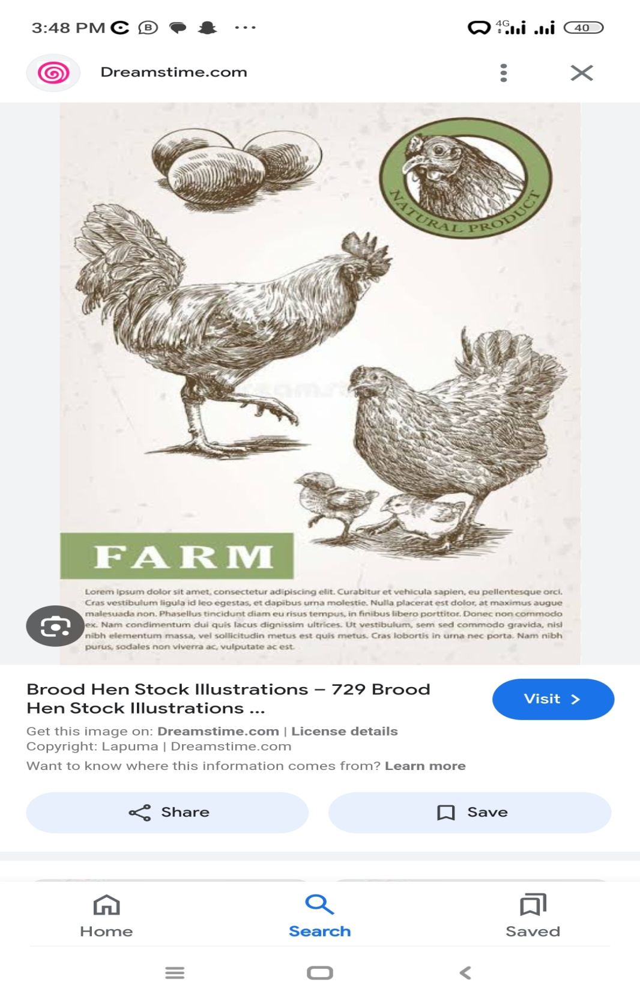 3:48 PM
4G
40
Dreamstime.com
NATURAL PRODUCT
FARM
Lorem ipsum dolor sit amet, consectetur adipiscing elit. Curabitur et vehicula sapien, eu pellentesque orci.
Cras vestibulum ligula id leo egestas, et dapibus urna molestie. Nulla placerat est dolor, at maximus augue
malesuada non. Phasellus tincidunt diam eu risus tempus, in finibus libero porttitor. Donec non commodo
ex. Nam condimentum dui quis lacus dignissim ultrices. Ut vestibulum, sem sed commodo gravida, nisl
nibh elementum massa, vel sollicitudin metus est quis metus. Cras lobortis in urna nec porta. Nam nibh
purus, sodales non viverra ac, vulputate ac est.
Brood Hen Stock Illustrations – 729 Brood
Hen Stock Illustrations ...
Visit
Get this image on: Dreamstime.com | License details
Copyright: Lapuma | Dreamstime.com
Want to know where this information comes from? Learn more
Share
Save
Home
Search
Saved